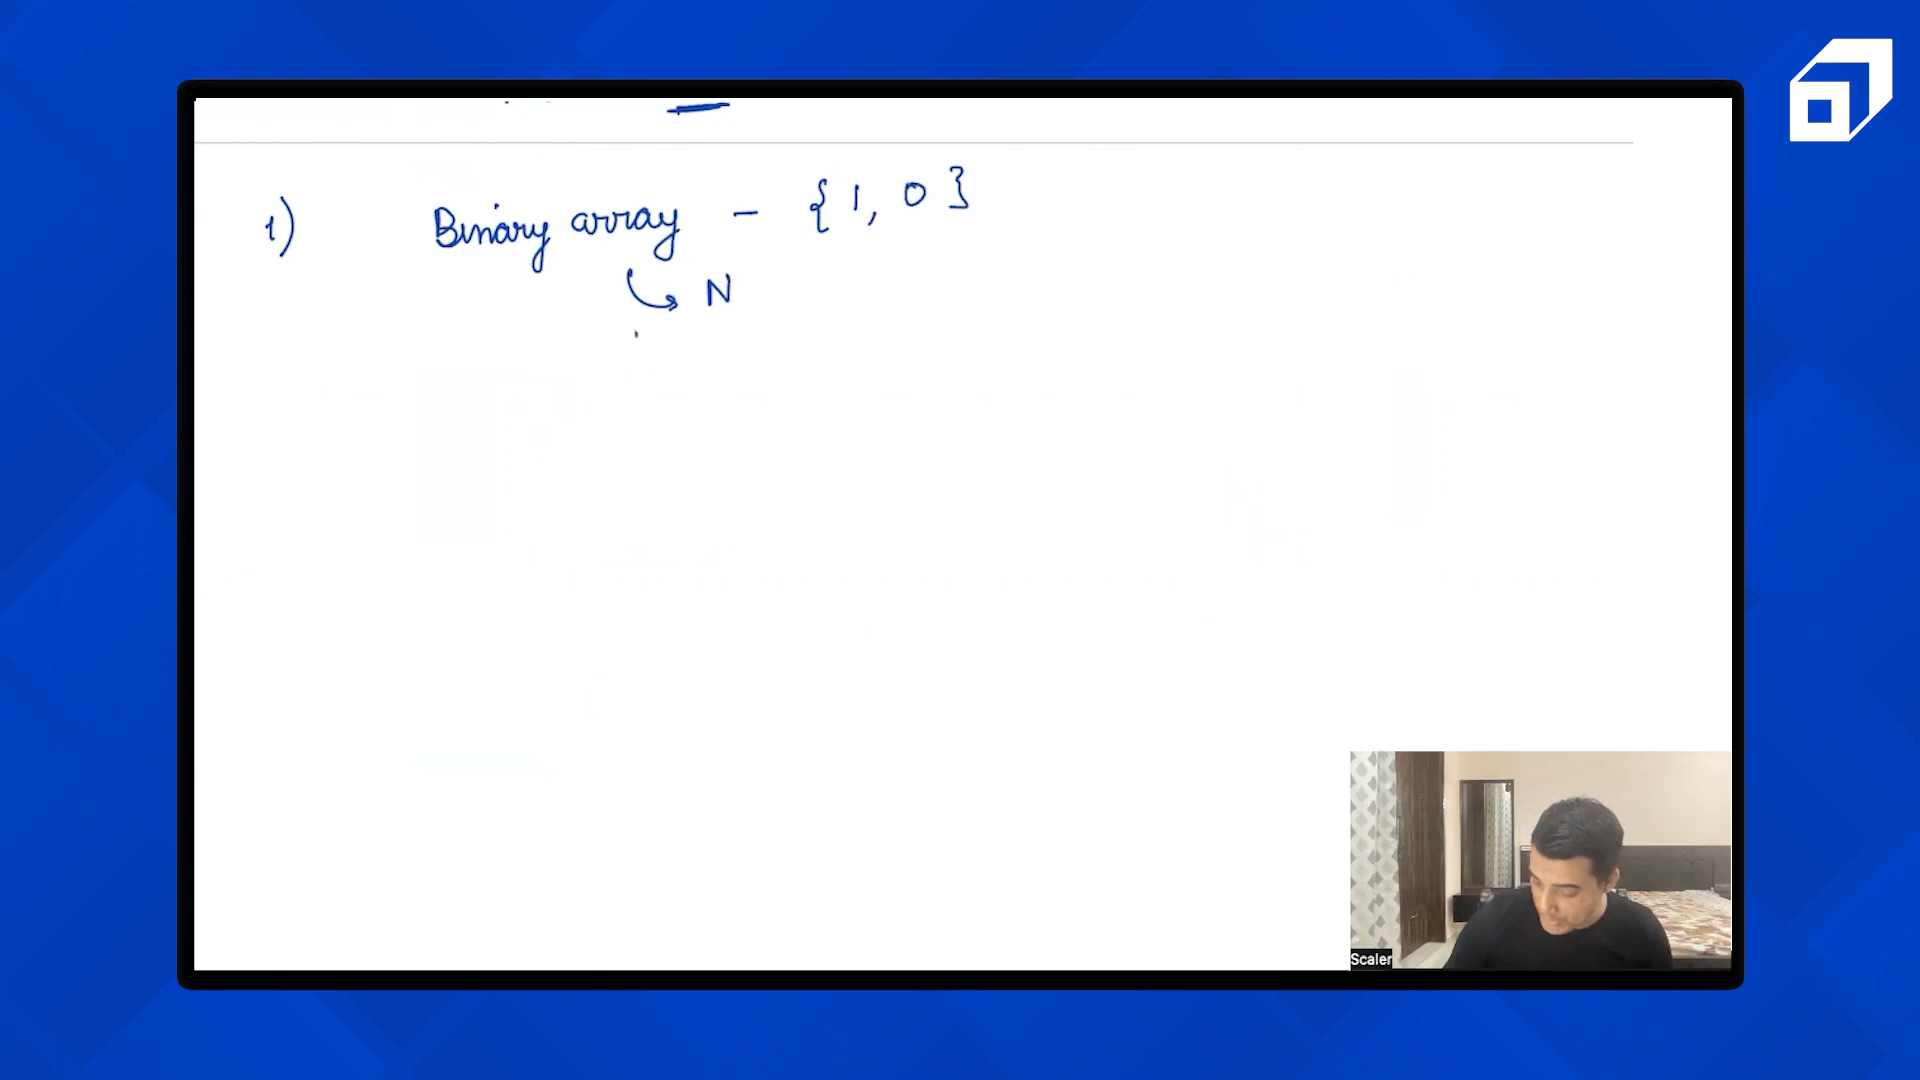 1) Binary array - {1, 0}
↳ N
Scaler